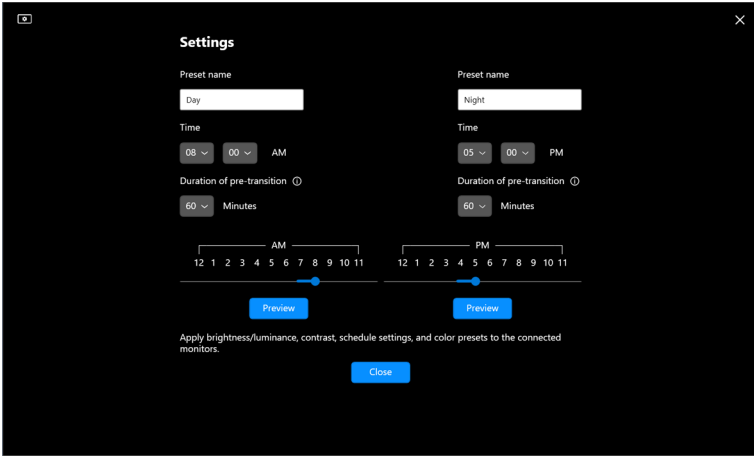 Settings
Preset name
Preset name
Day
Night
Time
Time
08 00 AM
05 00 PM
Duration of pre-transition
Duration of pre-transition
60 Minutes
60 Minutes
AM
PM
12 1 2 3 4 5 6 7 8 9 10 11
12 1 2 3 4 5 6 7 8 9 10 11
Preview
Preview
Apply brightness/luminance, contrast, schedule settings, and color presets to the connected
monitors.
Close